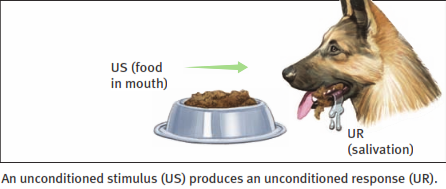 US (food
in mouth)
UR
(salivation)
An unconditioned stimulus (US) produces an unconditioned response (UR).